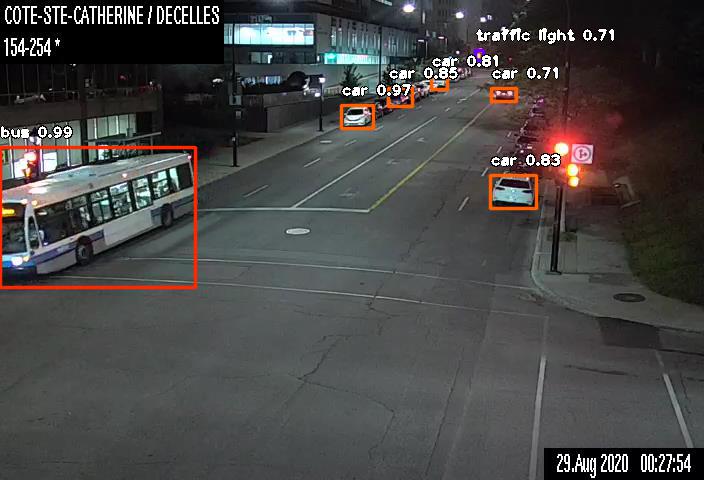 COTE-STE-CATHERINE / DECELLES
154-254 *
traffic light 0.71
car 0.81
car 0.85
car 0.71
car 0.97
bus 0.99
car 0.83
29.Aug 2020 00:27:54